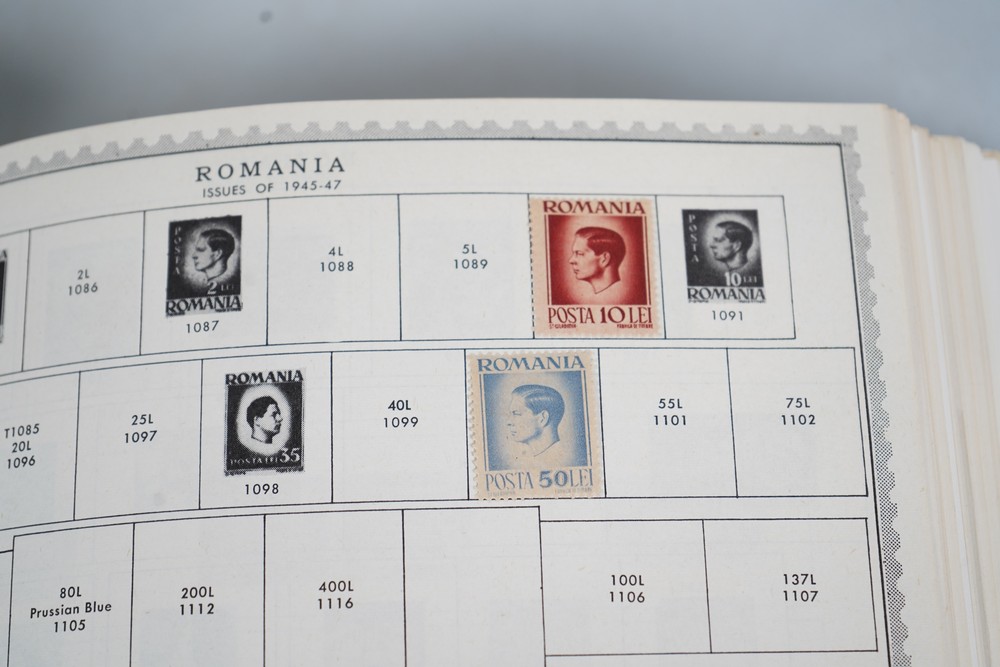 ROMANIA
ISSUES OF 1945-47
2L
1086
POSTA
2 LEI
ROMANIA
1087
4L
1088
5L
1089
ROMANIA
POSTA 10 LEI
POSTA
10 LEI
ROMANIA
1091
T1085
20L
1096
25L
1097
ROMANIA
POSTA LEI 35
1098
40L
1099
ROMANIA
POSTA 50 LEI
55L
1101
75L
1102
80L
Prussian Blue
1105
200L
1112
400L
1116
100L
1106
137L
1107